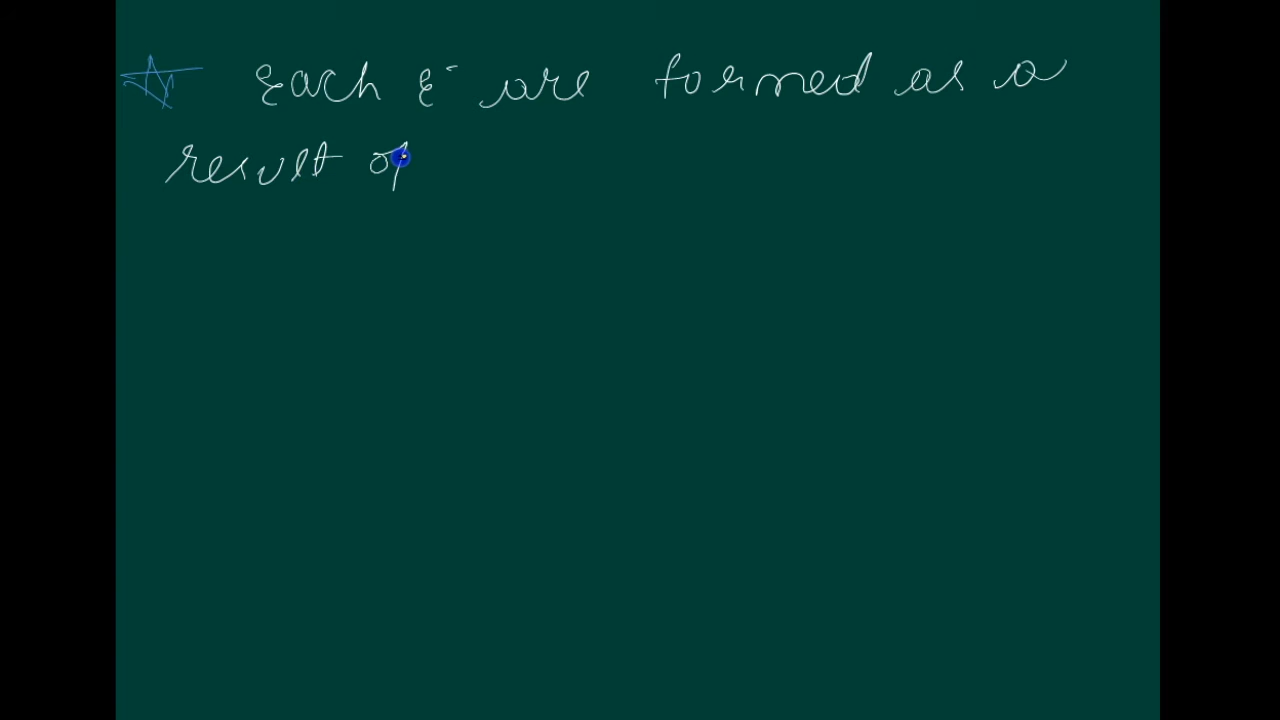 Each ε⁻ are formed as a
result of